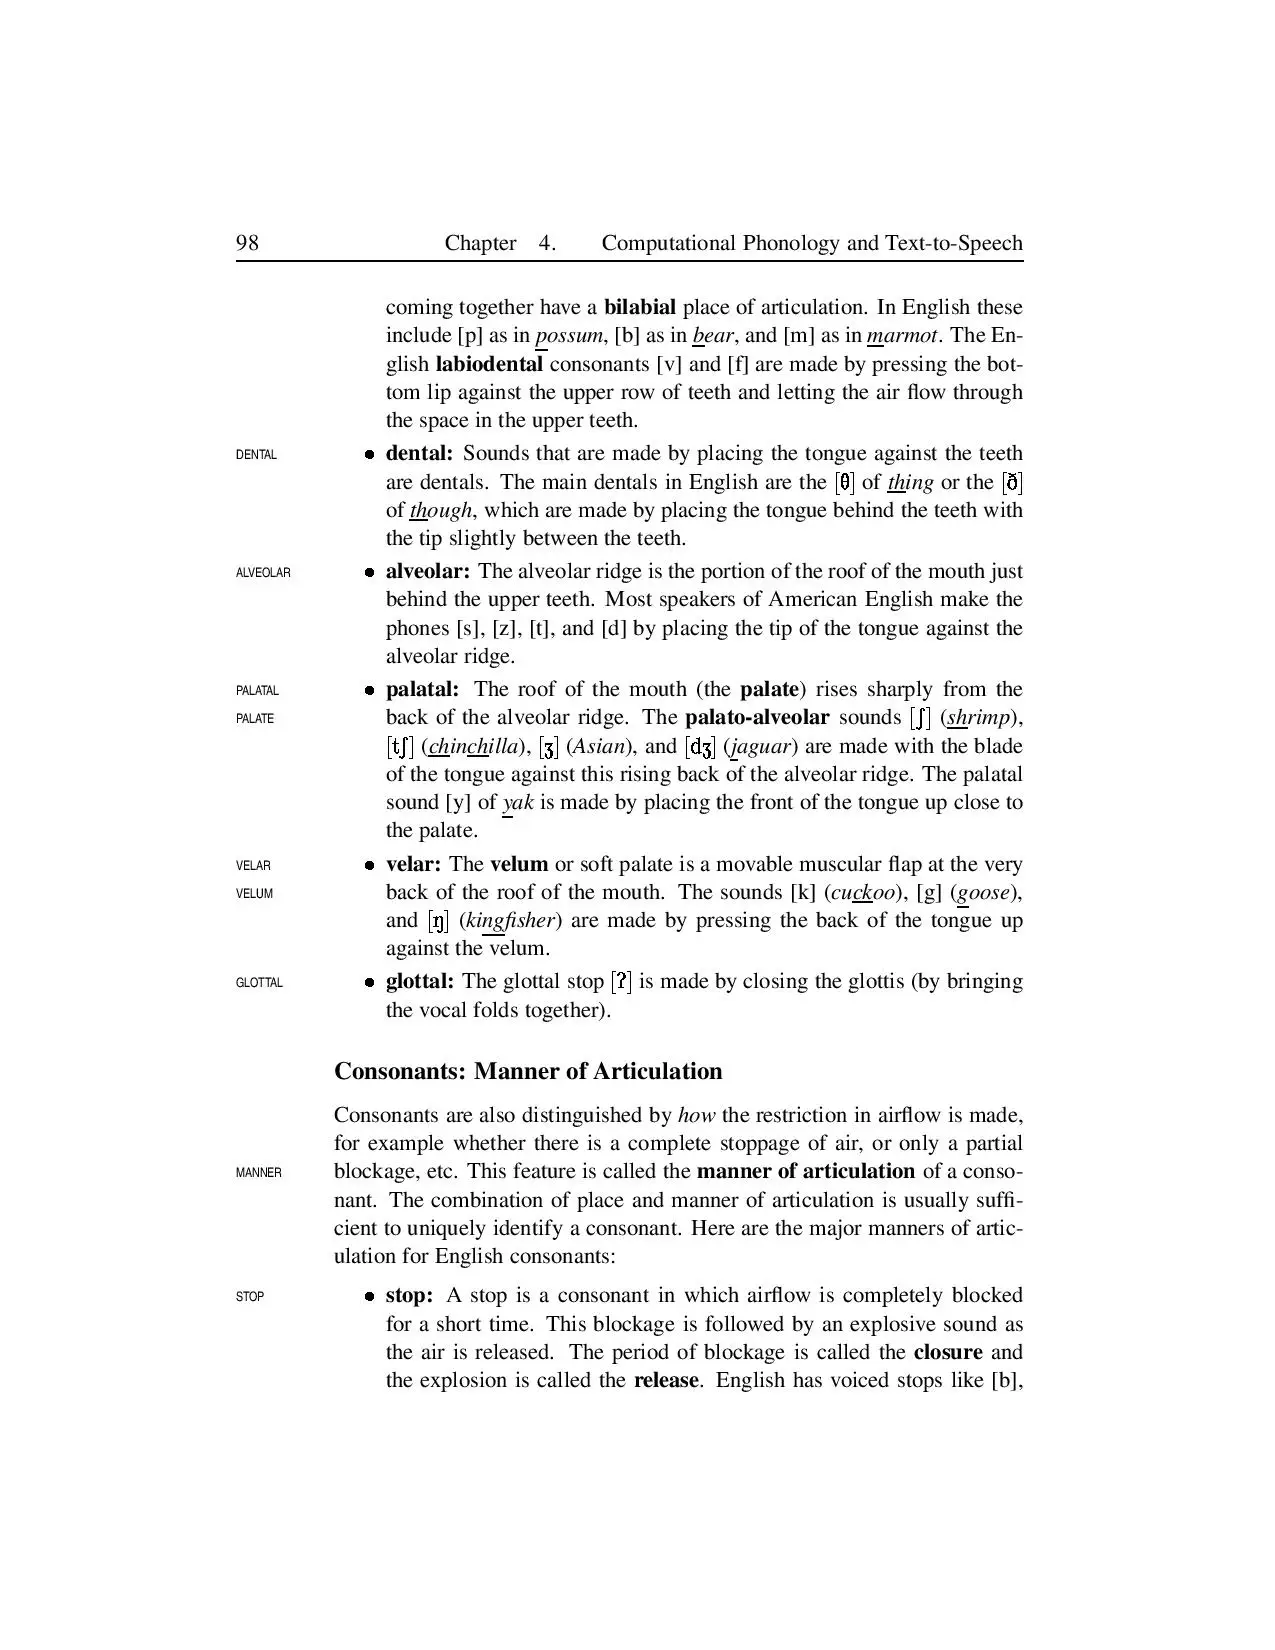 98 Chapter 4. Computational Phonology and Text-to-Speech
coming together have a bilabial place of articulation. In English these
include [p] as in possum, [b] as in bear, and [m] as in marmot. The En-
glish labiodental consonants [v] and [f] are made by pressing the bot-
tom lip against the upper row of teeth and letting the air flow through
the space in the upper teeth.
DENTAL • dental: Sounds that are made by placing the tongue against the teeth
are dentals. The main dentals in English are the [θ] of thing or the [ð]
of though, which are made by placing the tongue behind the teeth with
the tip slightly between the teeth.
ALVEOLAR • alveolar: The alveolar ridge is the portion of the roof of the mouth just
behind the upper teeth. Most speakers of American English make the
phones [s], [z], [t], and [d] by placing the tip of the tongue against the
alveolar ridge.
PALATAL • palatal: The roof of the mouth (the palate) rises sharply from the
PALATE back of the alveolar ridge. The palato-alveolar sounds [ʃ] (shrimp),
[tʃ] (chinchilla), [ʒ] (Asian), and [dʒ] (jaguar) are made with the blade
of the tongue against this rising back of the alveolar ridge. The palatal
sound [y] of yak is made by placing the front of the tongue up close to
the palate.
VELAR • velar: The velum or soft palate is a movable muscular flap at the very
VELUM back of the roof of the mouth. The sounds [k] (cuckoo), [g] (goose),
and [ŋ] (kingfisher) are made by pressing the back of the tongue up
against the velum.
GLOTTAL • glottal: The glottal stop [ʔ] is made by closing the glottis (by bringing
the vocal folds together).
Consonants: Manner of Articulation
Consonants are also distinguished by how the restriction in airflow is made,
for example whether there is a complete stoppage of air, or only a partial
MANNER blockage, etc. This feature is called the manner of articulation of a conso-
nant. The combination of place and manner of articulation is usually suffi-
cient to uniquely identify a consonant. Here are the major manners of artic-
ulation for English consonants:
STOP • stop: A stop is a consonant in which airflow is completely blocked
for a short time. This blockage is followed by an explosive sound as
the air is released. The period of blockage is called the closure and
the explosion is called the release. English has voiced stops like [b],